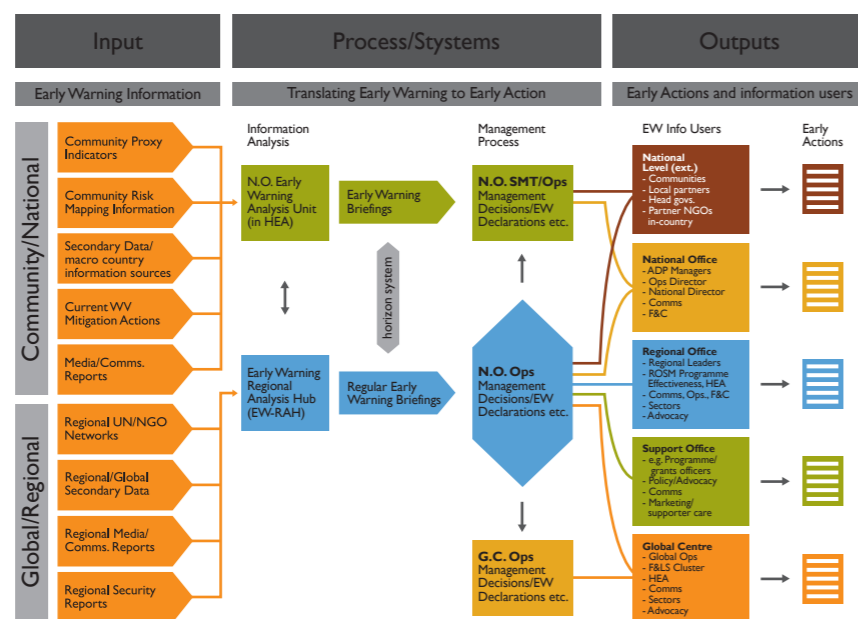 Input
Process/Stystems
Outputs
Early Warning Information
Translating Early Warning to Early Action
Early Actions and information users
Community/National
Global/Regional
Community Proxy
Indicators
Community Risk
Mapping Information
Secondary Data/
macro country
information sources
Current WV
Mitigation Actions
Media/Comms.
Reports
Regional UN/NGO
Networks
Regional/Global
Secondary Data
Regional Media/
Comms. Reports
Regional Security
Reports
Information
Analysis
N.O. Early
Warning
Analysis Unit
(in HEA)
Early Warning
Regional
Analysis Hub
(EW-RAH)
Early Warning
Briefings
horizon system
Regular Early
Warning Briefings
Management
Process
N.O. SMT/Ops
Management
Decisions/EW
Declarations etc.
N.O. Ops
Management
Decisions/EW
Declarations etc.
G.C. Ops
Management
Decisions/EW
Declarations etc.
EW Info Users
National
Level (ext.)
- Communities
- Local partners
- Head govs.
- Partner NGOs
in-country
National Office
- ADP Managers
- Ops Director
- National Director
- Comms
- F&C
Regional Office
- Regional Leaders
- ROSM Programme
Effectiveness, HEA
- Comms, Ops., F&C
- Sectors
- Advocacy
Support Office
- e.g. Programme/
grants officers
- Policy/Advocacy
- Comms
- Marketing/
supporter care
Global Centre
- Global Ops
- F&LS Cluster
- HEA
- Comms
- Sectors
- Advocacy
Early
Actions